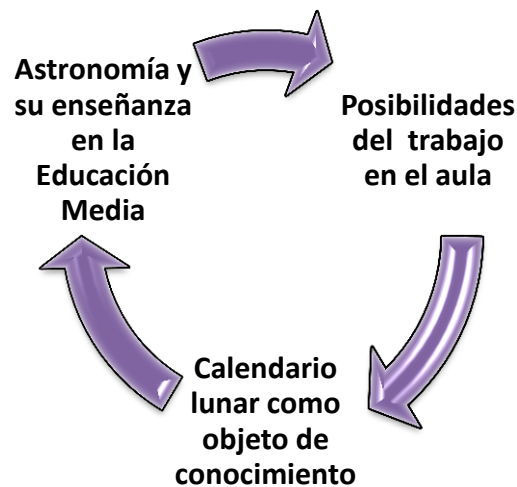 Astronomía y
su enseñanza
en la
Educación
Media
Posibilidades
del trabajo
en el aula
Calendario
lunar como
objeto de
conocimiento